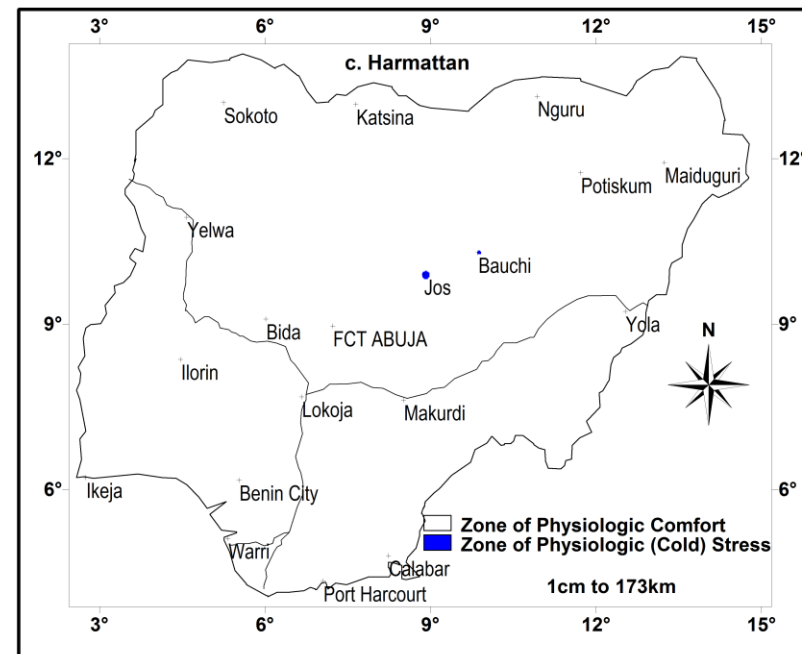 3° 6° 9° 12° 15°
c. Harmattan
Sokoto
Katsina
Nguru
12° 12°
Potiskum
Maiduguri
Yelwa
Bauchi
Jos
9° 9°
Bida
FCT ABUJA
Yola
N
Ilorin
Lokoja
Makurdi
6° 6°
Ikeja
Benin City
Zone of Physiologic Comfort
Zone of Physiologic (Cold) Stress
Warri
Calabar
Port Harcourt
1cm to 173km
3° 6° 9° 12° 15°